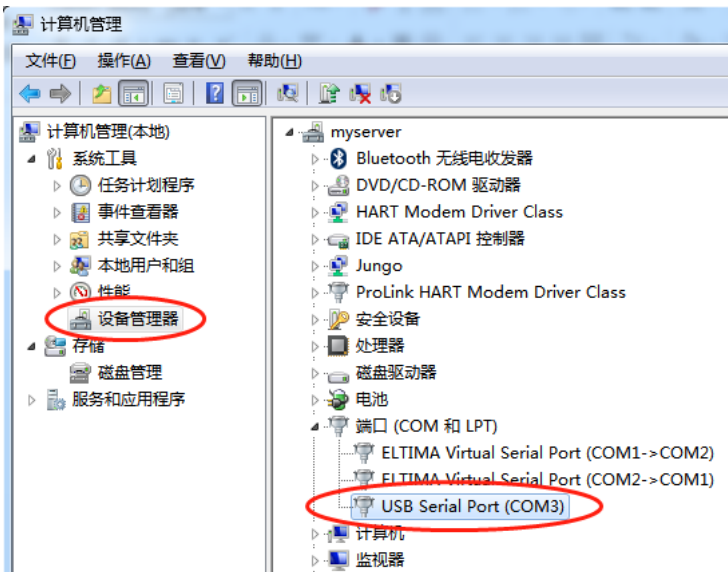 计算机管理
文件(F) 操作(A) 查看(V) 帮助(H)
计算机管理(本地)
系统工具
任务计划程序
事件查看器
共享文件夹
本地用户和组
性能
设备管理器
存储
磁盘管理
服务和应用程序
myserver
Bluetooth 无线电收发器
DVD/CD-ROM 驱动器
HART Modem Driver Class
IDE ATA/ATAPI 控制器
Jungo
ProLink HART Modem Driver Class
安全设备
处理器
磁盘驱动器
电池
端口 (COM 和 LPT)
ELTIMA Virtual Serial Port (COM1->COM2)
ELTIMA Virtual Serial Port (COM2->COM1)
USB Serial Port (COM3)
计算机
监视器